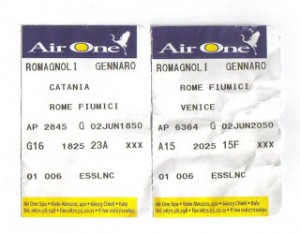 Air One
ROMAGNOLI GENNARO
CATANIA
ROME FIUMICI
AP 2845 G 02JUN1850
G16 1825 23A XXX
01 006 ESSLNC
Air One
ROMAGNOLI GENNARO
ROME FIUMICI
VENICE
AP 6364 G 02JUN2050
A15 2025 15F XXX
01 006 ESSLNC